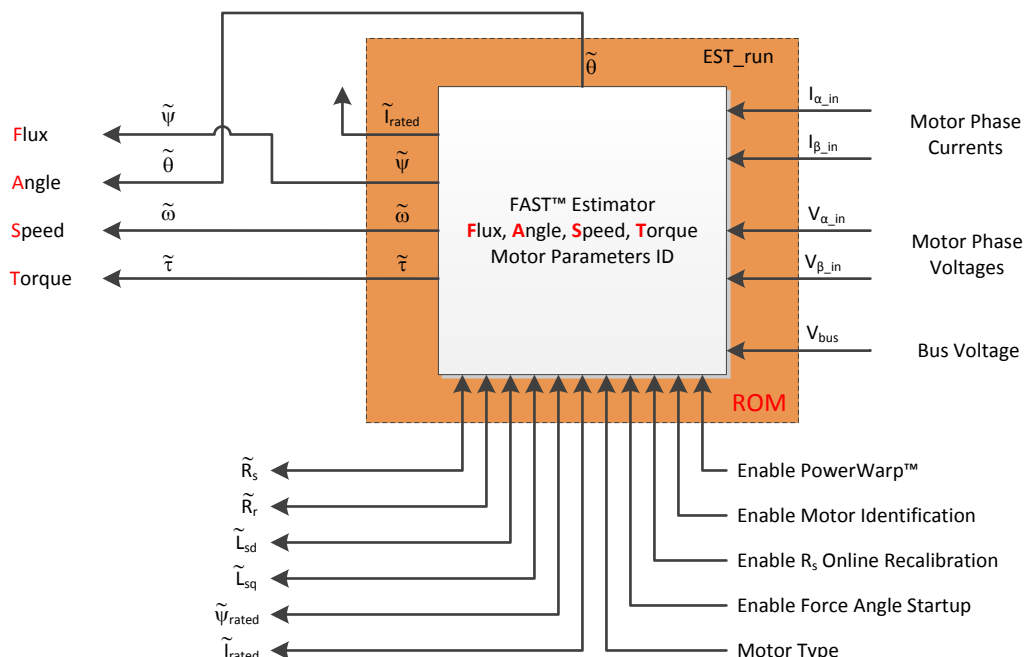 EST_run
θ̃
Ĩrated
ψ̃
ω̃
τ̃
Flux
ψ̃
Angle
θ̃
Speed
ω̃
Torque
τ̃
FAST™ Estimator
Flux, Angle, Speed, Torque
Motor Parameters ID
Iα_in
Iβ_in
Motor Phase
Currents
Vα_in
Vβ_in
Motor Phase
Voltages
Vbus
Bus Voltage
ROM
R̃s
R̃r
L̃sd
L̃sq
ψ̃rated
Ĩrated
Enable PowerWarp™
Enable Motor Identification
Enable Rs Online Recalibration
Enable Force Angle Startup
Motor Type